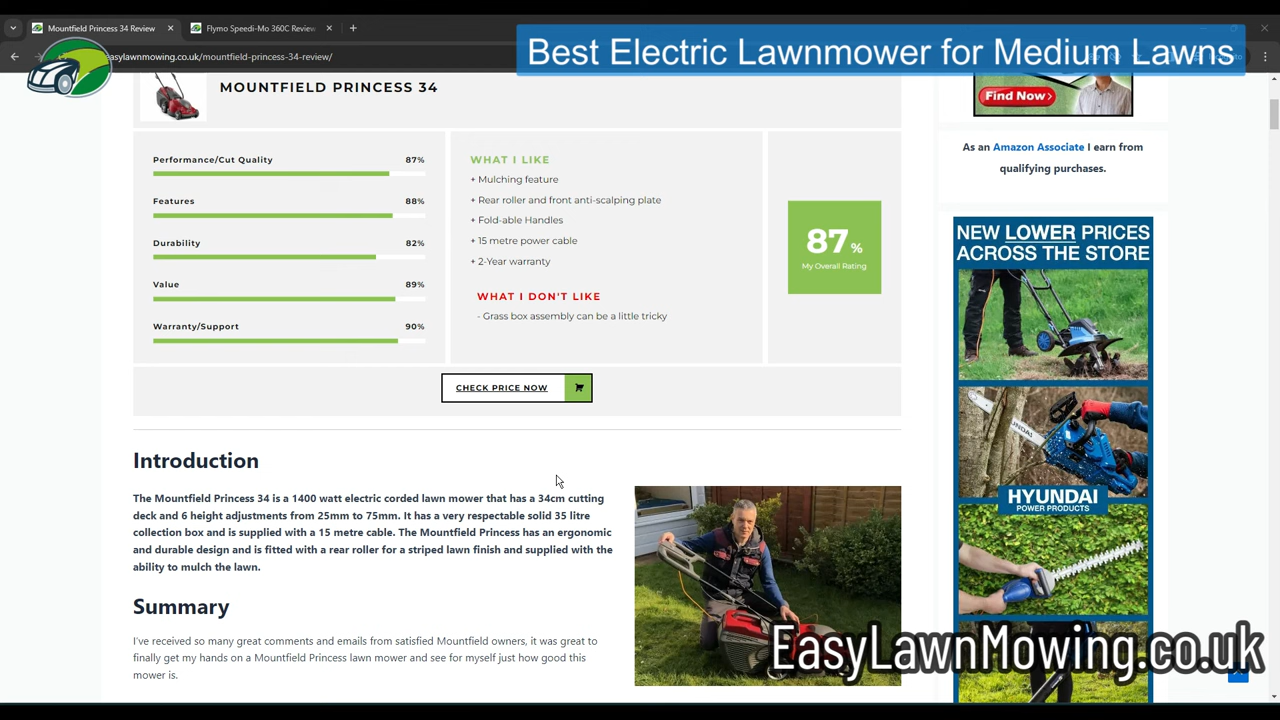 Mountfield Princess 34 Review
Flymo Speedi-Mo 360C Review
Best Electric Lawnmower for Medium Lawns
easylawnmowing.co.uk/mountfield-princess-34-review/
MOUNTFIELD PRINCESS 34
Find Now
Performance/Cut Quality 87%
Features 88%
Durability 82%
Value 89%
Warranty/Support 90%
WHAT I LIKE
+ Mulching feature
+ Rear roller and front anti-scalping plate
+ Fold-able Handles
+ 15 metre power cable
+ 2-Year warranty
WHAT I DON'T LIKE
- Grass box assembly can be a little tricky
87 %
My Overall Rating
CHECK PRICE NOW
As an Amazon Associate I earn from
qualifying purchases.
NEW LOWER PRICES
ACROSS THE STORE
HYUNDAI
POWER PRODUCTS
Introduction
The Mountfield Princess 34 is a 1400 watt electric corded lawn mower that has a 34cm cutting
deck and 6 height adjustments from 25mm to 75mm. It has a very respectable solid 35 litre
collection box and is supplied with a 15 metre cable. The Mountfield Princess has an ergonomic
and durable design and is fitted with a rear roller for a striped lawn finish and supplied with the
ability to mulch the lawn.
Summary
I've received so many great comments and emails from satisfied Mountfield owners, it was great to
finally get my hands on a Mountfield Princess lawn mower and see for myself just how good this
mower is.
EasyLawnMowing.co.uk